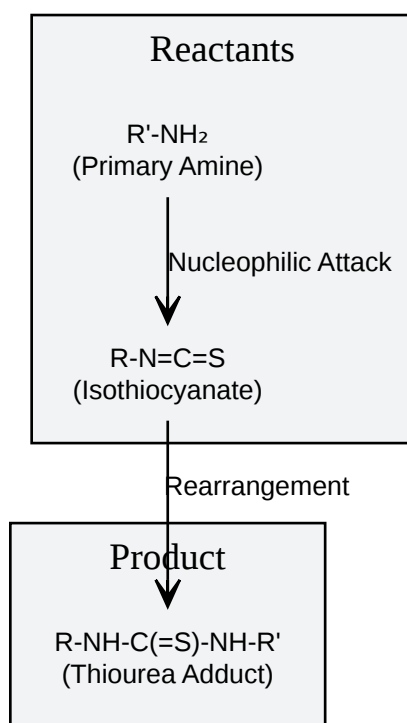 Reactants
R'-NH₂
(Primary Amine)
Nucleophilic Attack
R-N=C=S
(Isothiocyanate)
Rearrangement
Product
R-NH-C(=S)-NH-R'
(Thiourea Adduct)